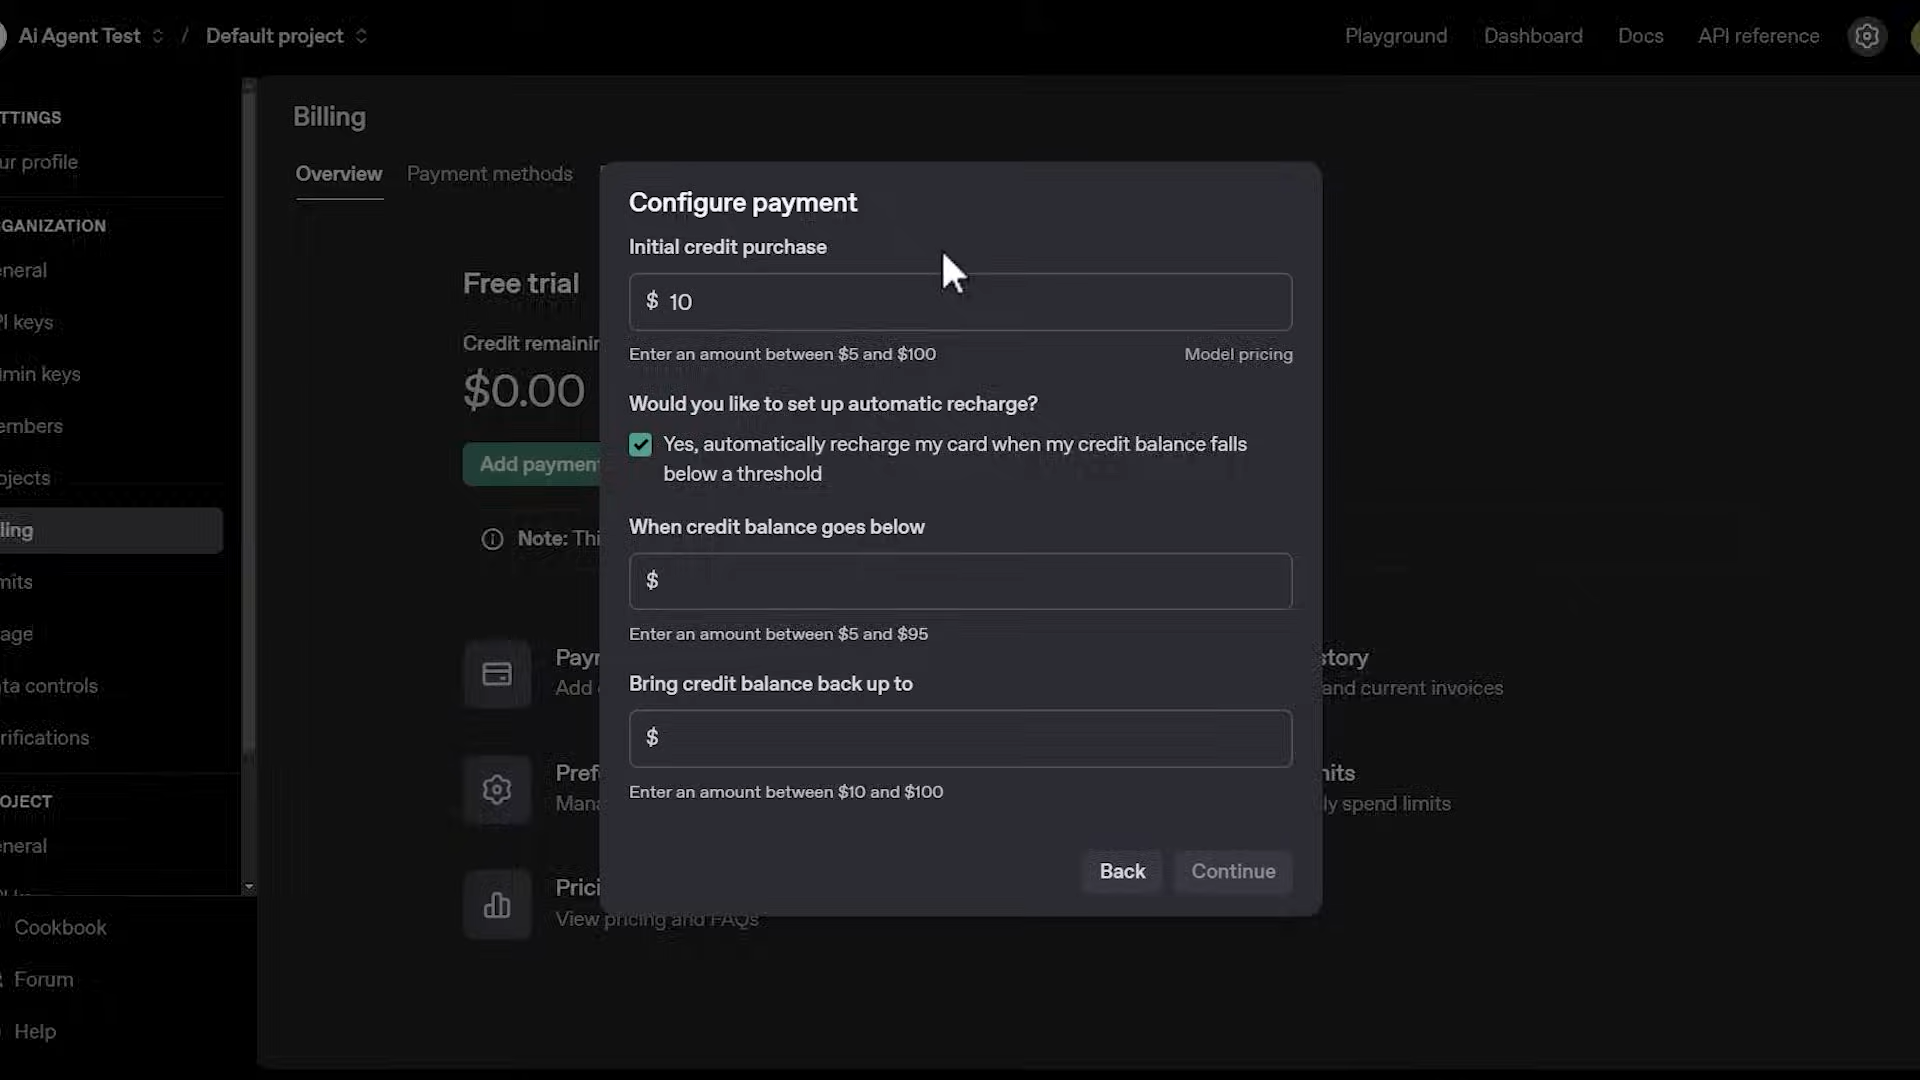 Ai Agent Test / Default project
Playground Dashboard Docs API reference
TTINGS
ur profile
GANIZATION
eneral
I keys
min keys
embers
ojects
ling
mits
age
ta controls
rifications
OJECT
eneral
Cookbook
Forum
Help
Billing
Overview Payment methods
Free trial
Credit remainin
$0.00
Add payment
Note: Thi
Configure payment
Initial credit purchase
$ 10
Enter an amount between $5 and $100 Model pricing
Would you like to set up automatic recharge?
Yes, automatically recharge my card when my credit balance falls
below a threshold
When credit balance goes below
$
Enter an amount between $5 and $95
Bring credit balance back up to
$
Enter an amount between $10 and $100
Back Continue
Payr
Add
story
and current invoices
Pref
Mana
nits
ly spend limits
Prici
View pricing and FAQs